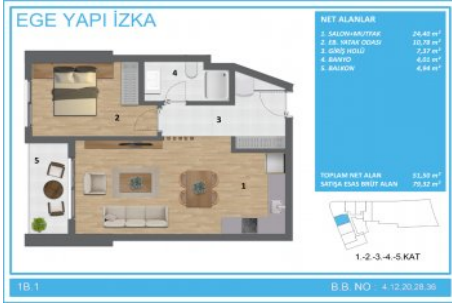 EGE YAPI İZKA
NET ALANLAR
1. SALON+MUTFAK 24,40 m²
2. EB. YATAK ODASI 10,78 m²
3. GİRİŞ HOLÜ 7,37 m²
4. BANYO 4,01 m²
5. BALKON 4,94 m²
4
2
3
5
1
TOPLAM NET ALAN 51,50 m²
SATIŞA ESAS BRÜT ALAN 79,32 m²
1.-2.-3.-4.-5.KAT
1B.1
B.B. NO : 4.12.20.28.36